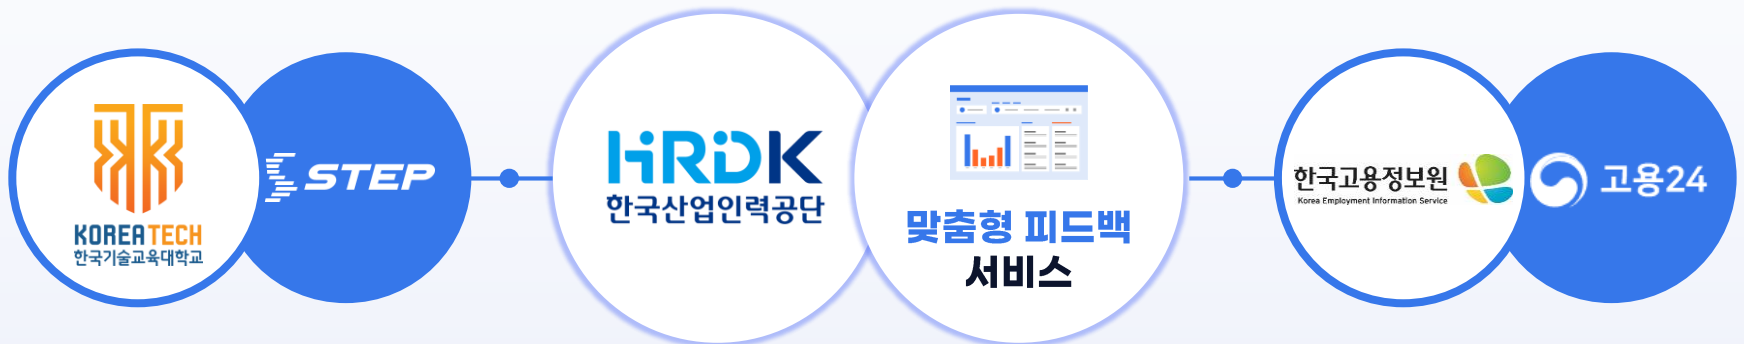 KOREATECH
한국기술교육대학교
STEP
HRDK
한국산업인력공단
맞춤형 피드백
서비스
한국고용정보원
Korea Employment Information Service
고용24